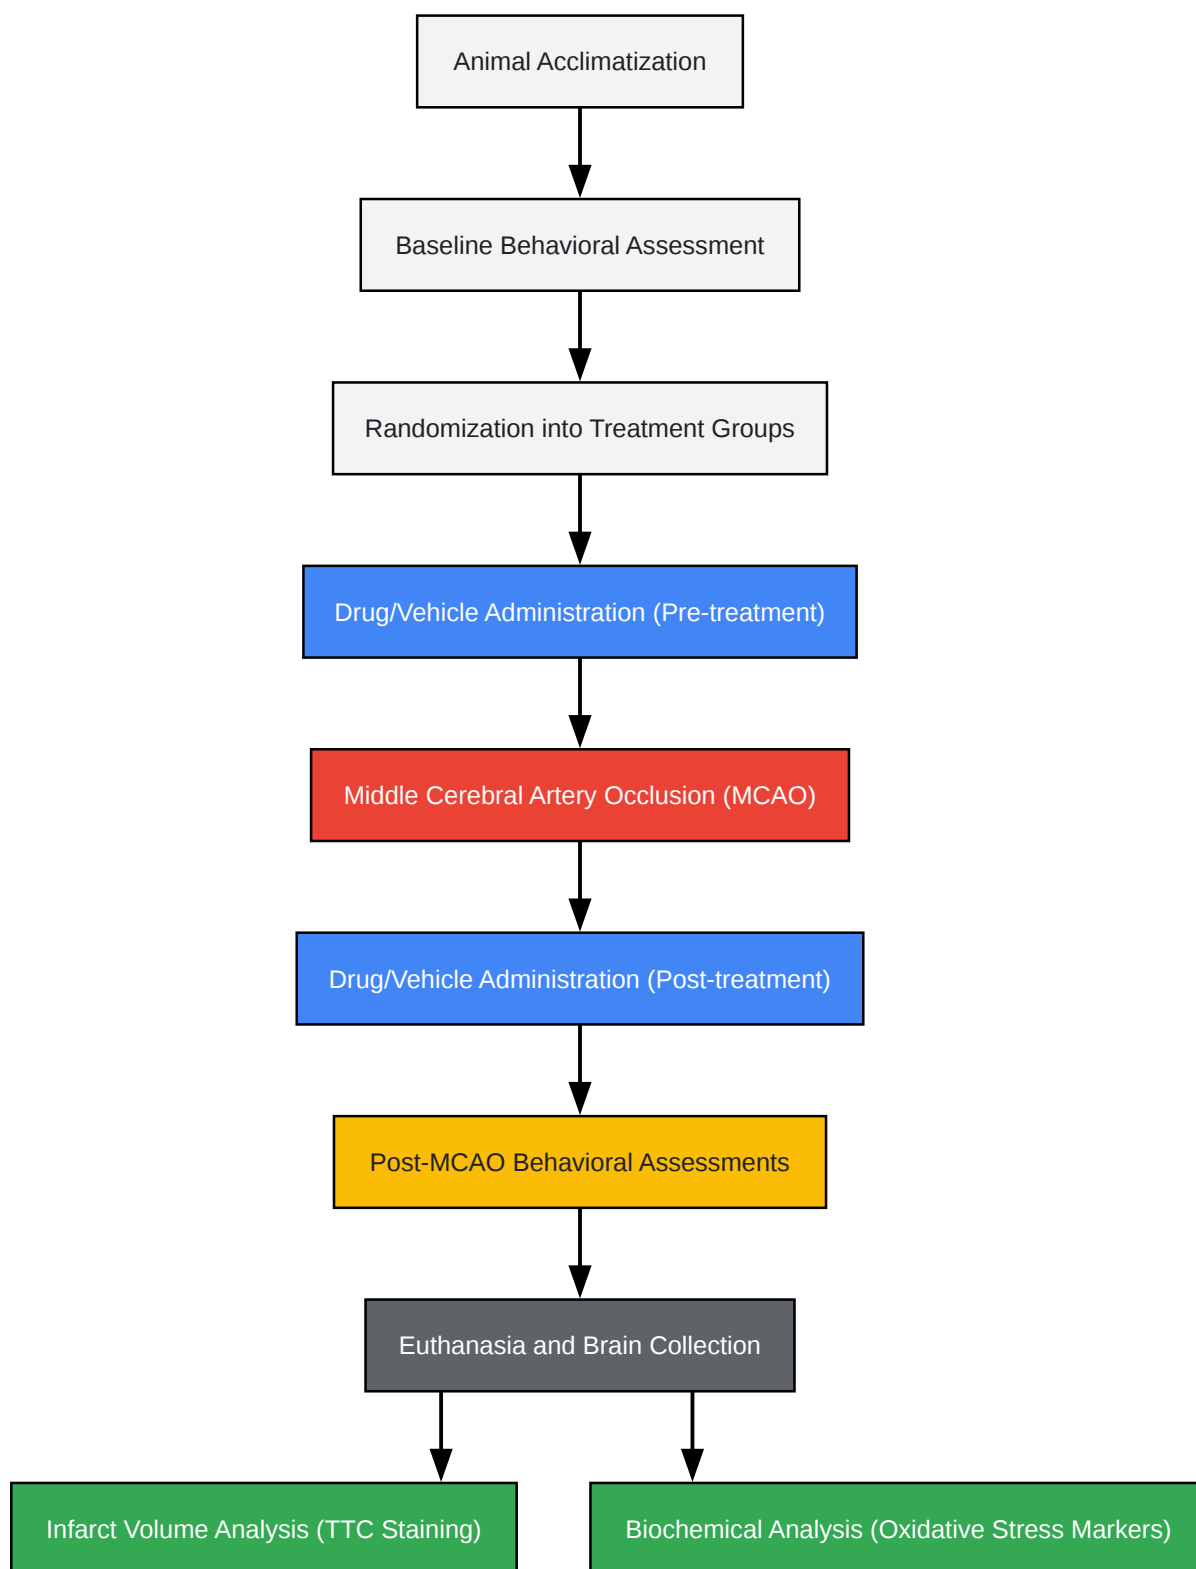 Animal Acclimatization
Baseline Behavioral Assessment
Randomization into Treatment Groups
Drug/Vehicle Administration (Pre-treatment)
Middle Cerebral Artery Occlusion (MCAO)
Drug/Vehicle Administration (Post-treatment)
Post-MCAO Behavioral Assessments
Euthanasia and Brain Collection
Infarct Volume Analysis (TTC Staining)
Biochemical Analysis (Oxidative Stress Markers)